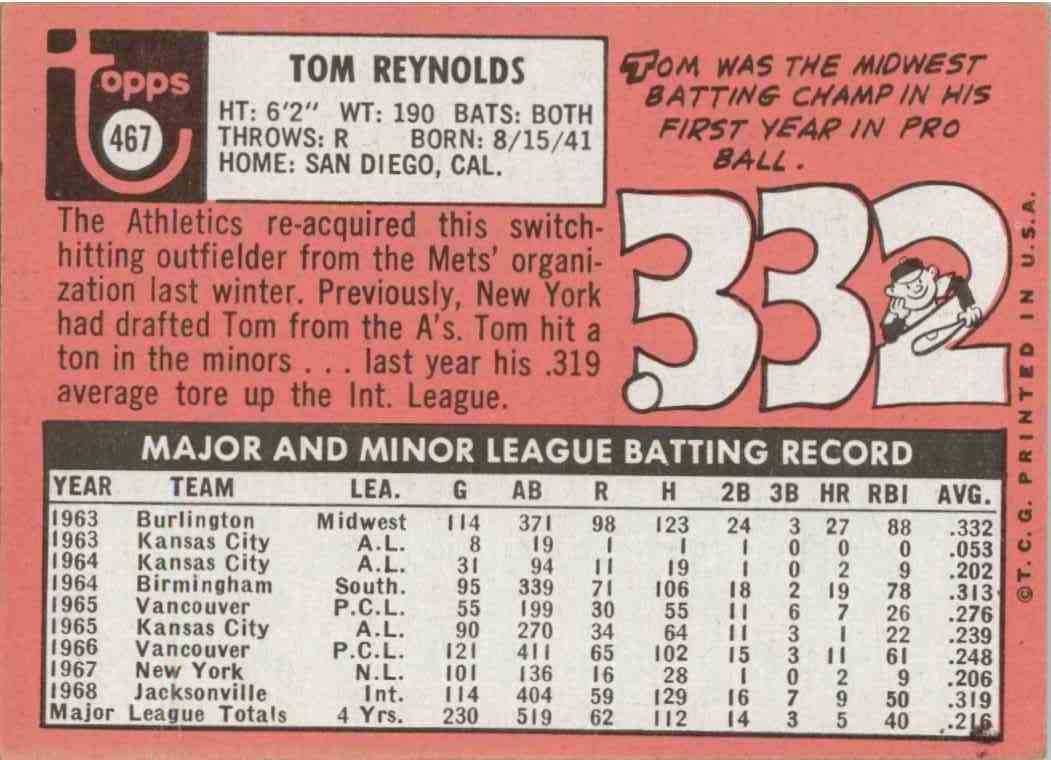 topps
467
TOM REYNOLDS
HT: 6'2" WT: 190 BATS: BOTH
THROWS: R BORN: 8/15/41
HOME: SAN DIEGO, CAL.
TOM WAS THE MIDWEST
BATTING CHAMP IN HIS
FIRST YEAR IN PRO
BALL.
.332
The Athletics re-acquired this switch-
hitting outfielder from the Mets' organi-
zation last winter. Previously, New York
had drafted Tom from the A's. Tom hit a
ton in the minors . . . last year his .319
average tore up the Int. League.
MAJOR AND MINOR LEAGUE BATTING RECORD
YEAR TEAM LEA. G AB R H 2B 3B HR RBI AVG.
1963 Burlington Midwest 114 371 98 123 24 3 27 88 .332
1963 Kansas City A.L. 8 19 1 1 1 0 0 0 .053
1964 Kansas City A.L. 31 94 11 19 1 0 2 9 .202
1964 Birmingham South. 95 339 71 106 18 2 19 78 .313
1965 Vancouver P.C.L. 55 199 30 55 11 6 7 26 .276
1965 Kansas City A.L. 90 270 34 64 11 3 1 22 .239
1966 Vancouver P.C.L. 121 411 65 102 15 3 11 61 .248
1967 New York N.L. 101 136 16 28 1 0 2 9 .206
1968 Jacksonville Int. 114 404 59 129 16 7 9 50 .319
Major League Totals 4 Yrs. 230 519 62 112 14 3 5 40 .216
©T. C. G. PRINTED IN U.S.A.